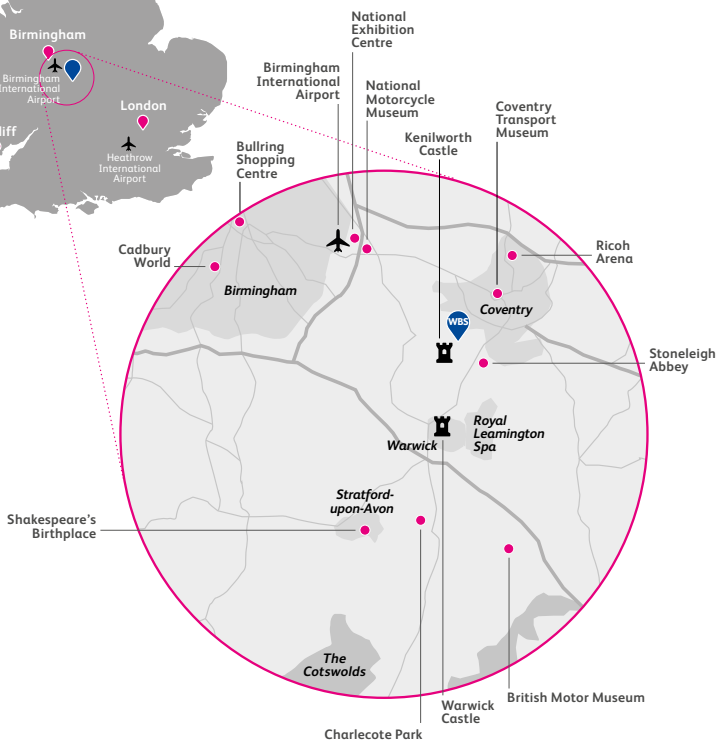 Birmingham
Birmingham
International
Airport
London
Heathrow
International
Airport
National
Exhibition
Centre
Birmingham
International
Airport
National
Motorcycle
Museum
Coventry
Transport
Museum
Kenilworth
Castle
Bullring
Shopping
Centre
Cadbury
World
Ricoh
Arena
Birmingham
Coventry
WBS
Stoneleigh
Abbey
Royal
Leamington
Spa
Warwick
Stratford-
upon-Avon
Shakespeare's
Birthplace
The
Cotswolds
British Motor Museum
Warwick
Castle
Charlecote Park